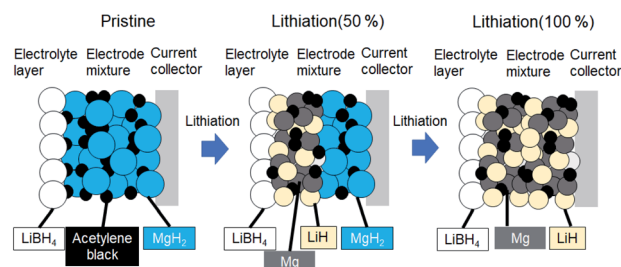 Pristine
Electrolyte layer
Electrode mixture
Current collector
LiBH4
Acetylene black
MgH2
Lithiation
Lithiation(50 %)
Electrolyte layer
Electrode mixture
Current collector
LiBH4
Mg
LiH
MgH2
Lithiation
Lithiation(100 %)
Electrolyte layer
Electrode mixture
Current collector
LiBH4
Mg
LiH